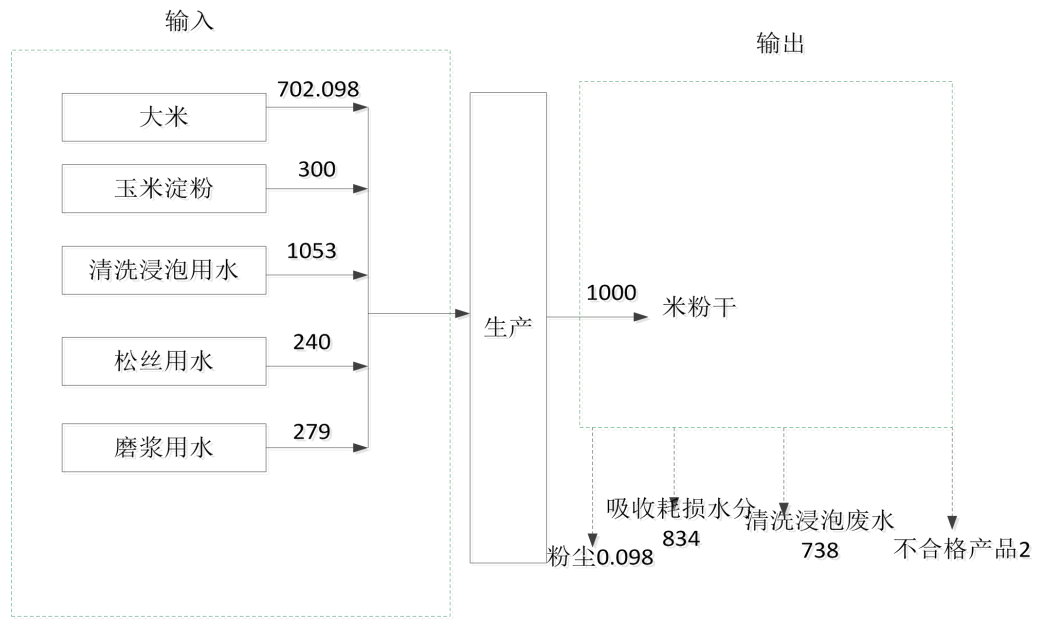 输入
输出
702.098
大米
300
玉米淀粉
1053
清洗浸泡用水
240
松丝用水
279
磨浆用水
生产
1000
米粉干
粉尘0.098
吸收耗损水分
834
清洗浸泡废水
738
不合格产品2